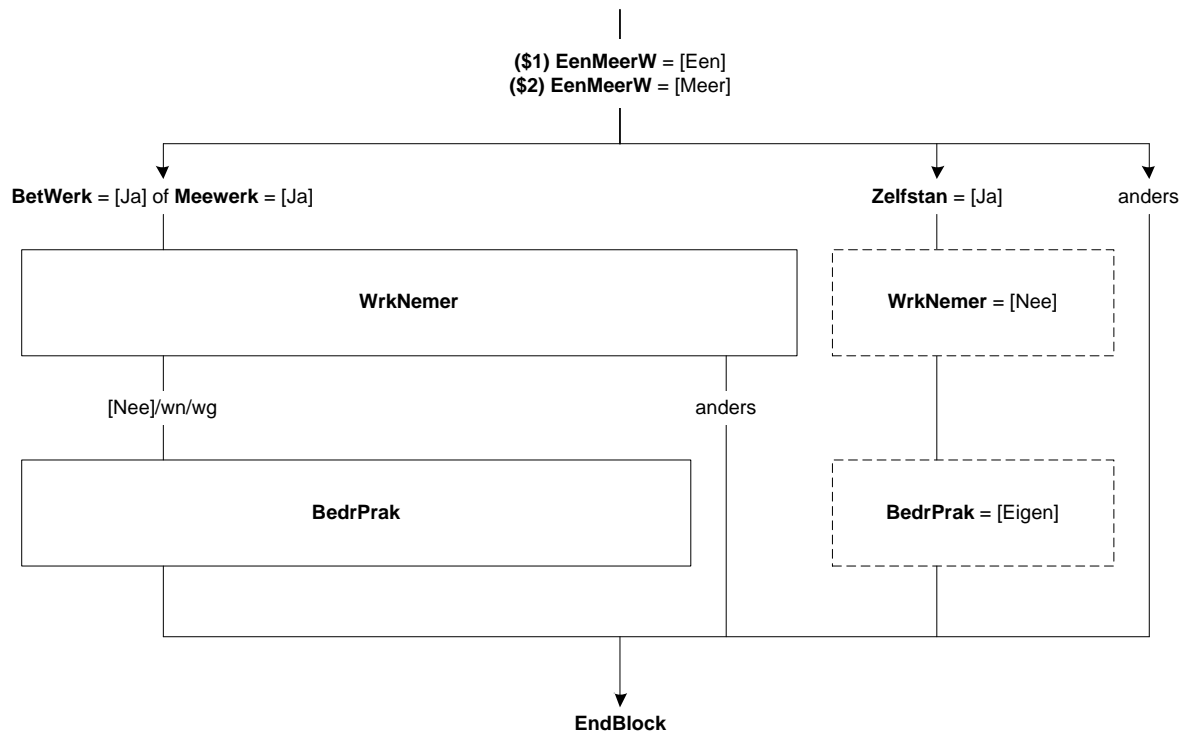 ($1) EenMeerW = [Een]
($2) EenMeerW = [Meer]
BetWerk = [Ja] of Meewerk = [Ja]
Zelfstan = [Ja]
anders
WrkNemer
WrkNemer = [Nee]
[Nee]/wn/wg
anders
BedrPrak
BedrPrak = [Eigen]
EndBlock